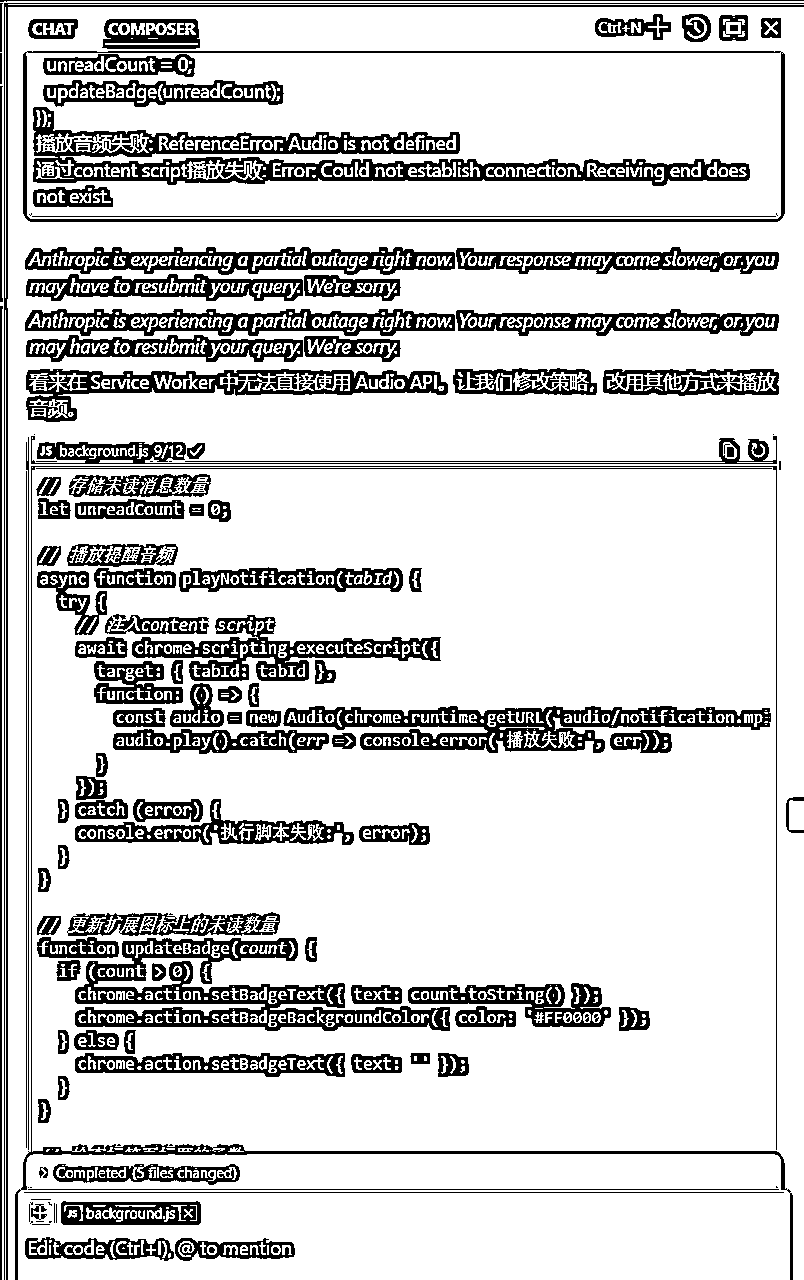 CHAT COMPOSER Ctrl+N
unreadCount = 0;
updateBadge(unreadCount);
});
播放音频失败: ReferenceError: Audio is not defined
通过content script播放失败: Error: Could not establish connection. Receiving end does
not exist.
Anthropic is experiencing a partial outage right now. Your response may come slower, or you
may have to resubmit your query. We're sorry.
Anthropic is experiencing a partial outage right now. Your response may come slower, or you
may have to resubmit your query. We're sorry.
看来在 Service Worker 中无法直接使用 Audio API。让我们修改策略，改用其他方式来播放
音频。
JS background.js 9/12
// 存储未读消息数量
let unreadCount = 0;
// 播放提醒音频
async function playNotification(tabId) {
try {
// 注入content script
await chrome.scripting.executeScript({
target: { tabId: tabId },
function: () => {
const audio = new Audio(chrome.runtime.getURL('audio/notification.mp
audio.play().catch(err => console.error('播放失败:', err));
}
});
} catch (error) {
console.error('执行脚本失败:', error);
}
}
// 更新扩展图标上的未读数量
function updateBadge(count) {
if (count > 0) {
chrome.action.setBadgeText({ text: count.toString() });
chrome.action.setBadgeBackgroundColor({ color: '#FF0000' });
} else {
chrome.action.setBadgeText({ text: '' });
}
}
//
Completed (5 files changed)
JS background.js
Edit code (Ctrl+I), @ to mention